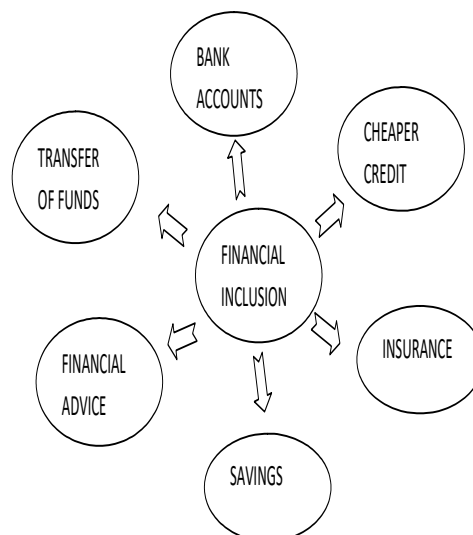 BANK
ACCOUNTS
CHEAPER
CREDIT
TRANSFER
OF FUNDS
FINANCIAL
INCLUSION
INSURANCE
FINANCIAL
ADVICE
SAVINGS